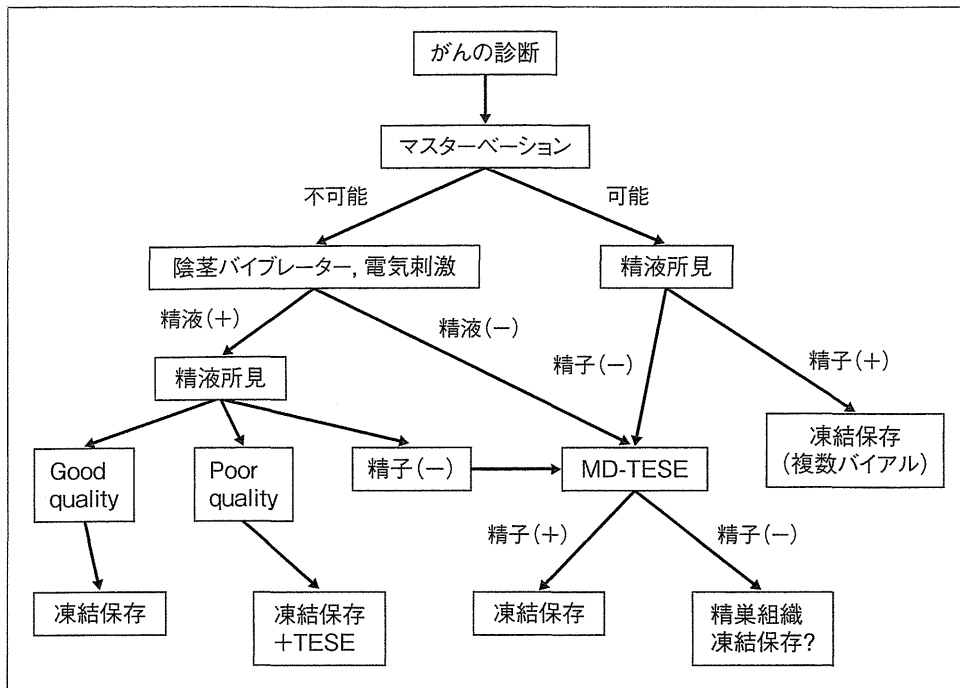 がんの診断
マスターベーション
不可能
可能
陰茎バイブレーター, 電気刺激
精液所見
精液(+)
精液(−)
精子(−)
精子(+)
精液所見
凍結保存
(複数バイアル)
Good
quality
Poor
quality
精子(−)
MD-TESE
精子(+)
精子(−)
凍結保存
凍結保存
+TESE
凍結保存
精巣組織
凍結保存?